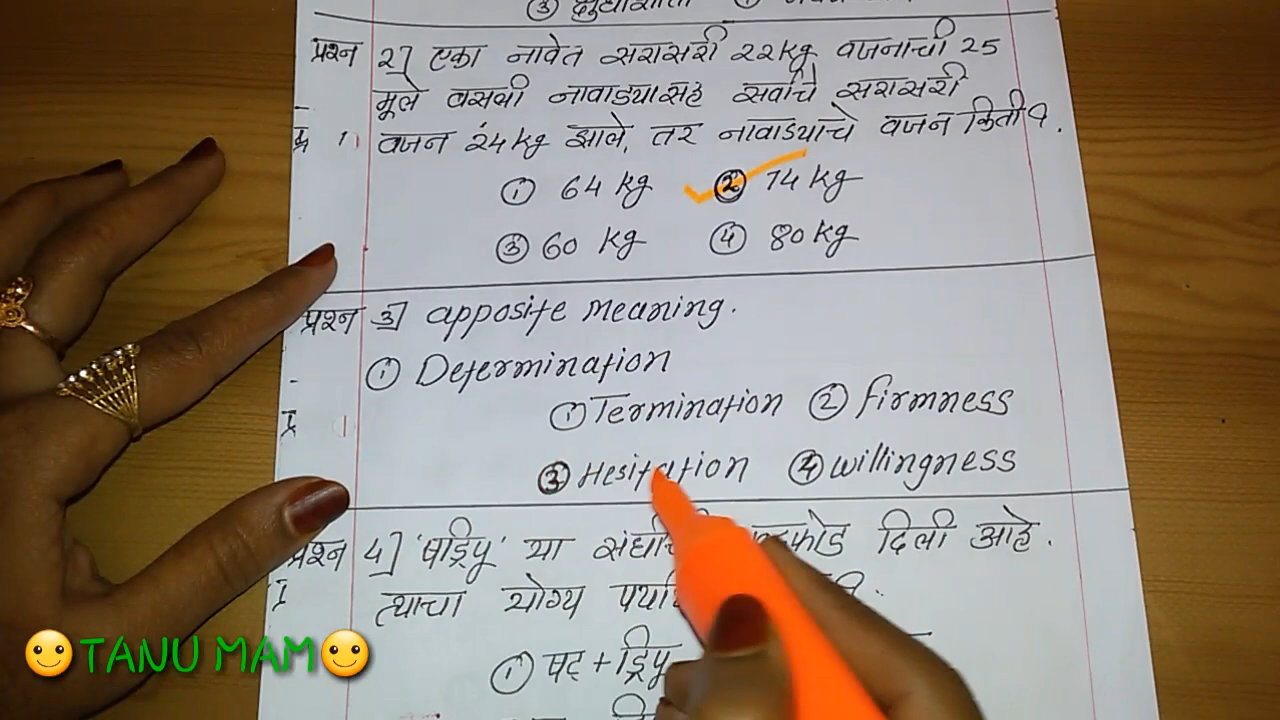 प्रश्न 2] एका नावेत सरासरी 22kg वजनाची 25
मूले बसली नावाड्यासह सर्वांचे सरासरी
वजन 24kg झाले, तर नावाड्याचे वजन किती?.
① 64 kg ② 74 kg
③ 60 kg ④ 80 kg
प्रश्न 3] apposite meaning.
① Determination
① Termination ② firmness
③ Hesitation ④ willingness
प्रश्न 4] 'षड्रिपू' या दिली आहे.
त्याचा योग्य
① षट् + ड्रिपू
TANU MAM